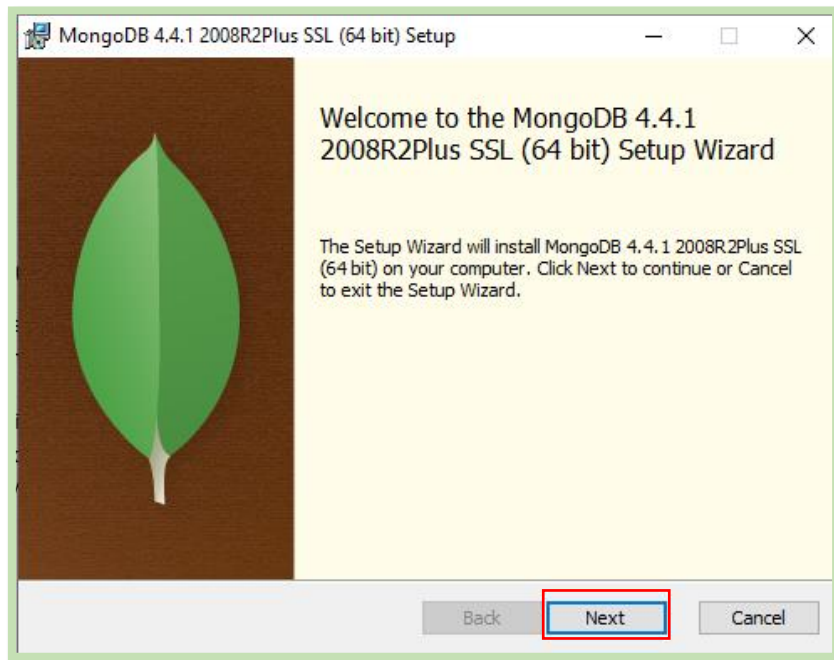 MongoDB 4.4.1 2008R2Plus SSL (64 bit) Setup
Welcome to the MongoDB 4.4.1
2008R2Plus SSL (64 bit) Setup Wizard
The Setup Wizard will install MongoDB 4.4.1 2008R2Plus SSL
(64 bit) on your computer. Click Next to continue or Cancel
to exit the Setup Wizard.
Back
Next
Cancel